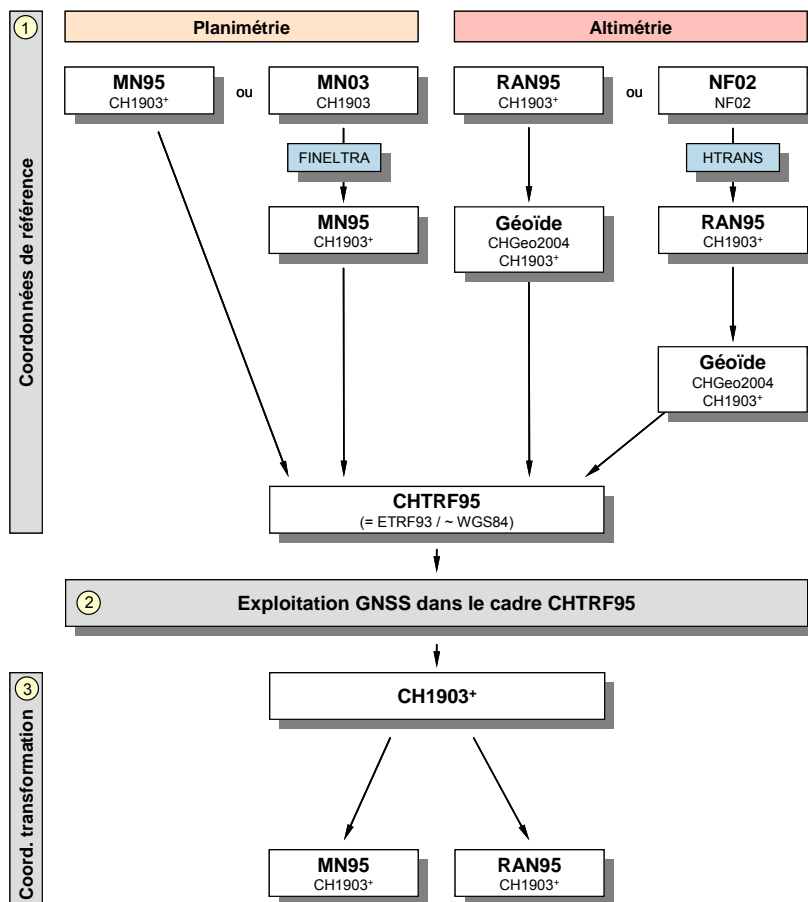 1
Planimétrie
Altimétrie
Coordonnées de référence
MN95
CH1903+
ou
MN03
CH1903
RAN95
CH1903+
ou
NF02
NF02
FINELTRA
HTRANS
MN95
CH1903+
Géoïde
CHGeo2004
CH1903+
RAN95
CH1903+
Géoïde
CHGeo2004
CH1903+
CHTRF95
(= ETRF93 / ~ WGS84)
2
Exploitation GNSS dans le cadre CHTRF95
3
Coord. transformation
CH1903+
MN95
CH1903+
RAN95
CH1903+